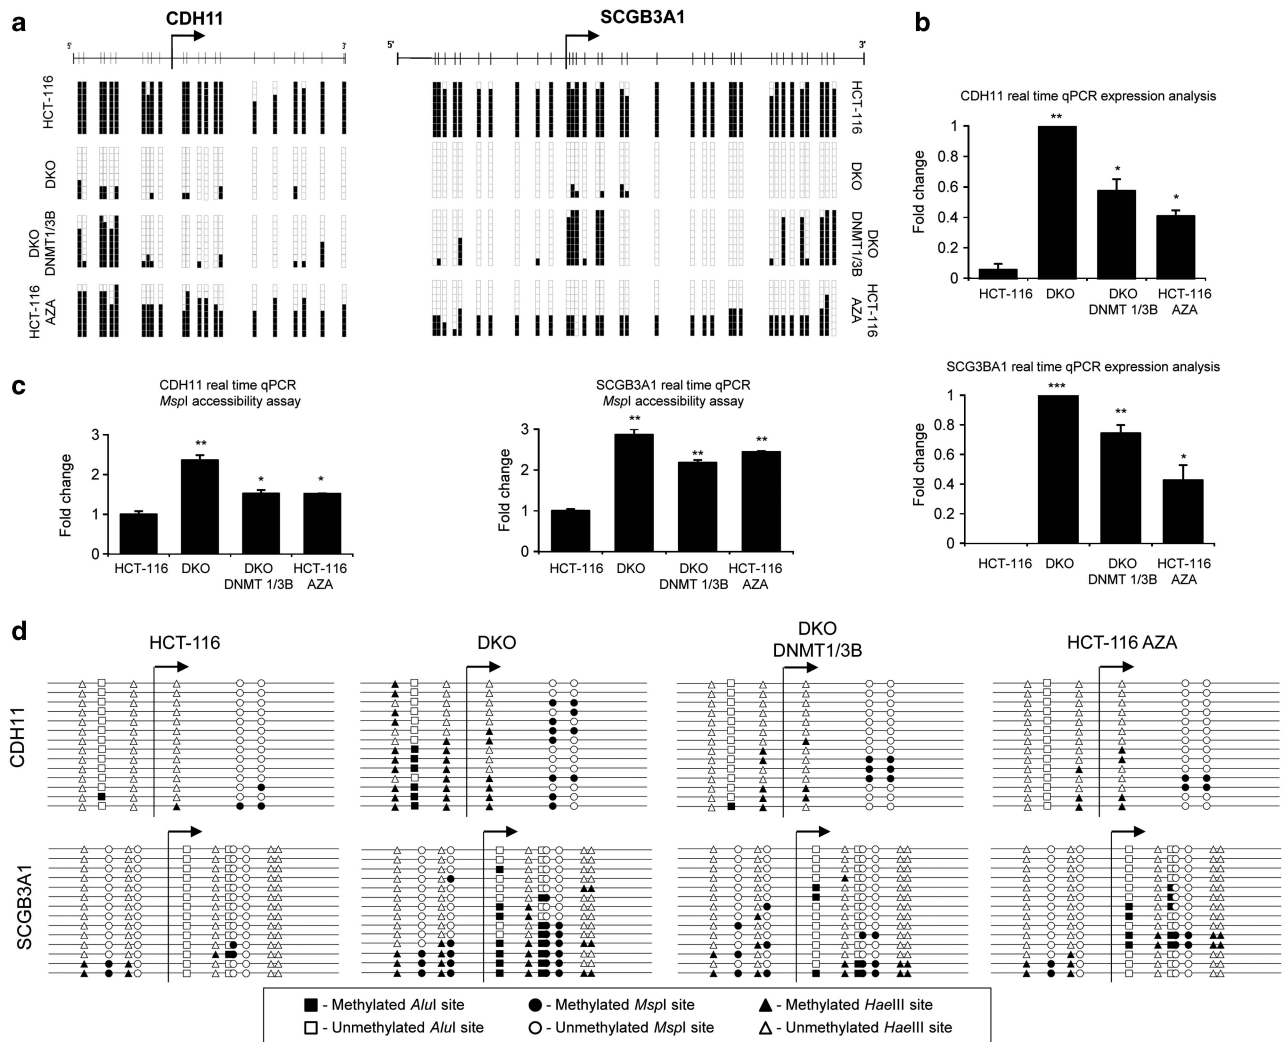 a
CDH11
5'
3'
HCT-116
DKO
DKO
DNMT1/3B
HCT-116
AZA
SCGB3A1
5'
3'
HCT-116
DKO
DKO
DNMT1/3B
HCT-116
AZA
b
CDH11 real time qPCR expression analysis
Fold change
1
0.8
0.6
0.4
0.2
0
**
*
*
HCT-116
DKO
DKO
DNMT 1/3B
HCT-116
AZA
SCG3BA1 real time qPCR expression analysis
Fold change
1
0.8
0.6
0.4
0.2
0
***
**
*
HCT-116
DKO
DKO
DNMT 1/3B
HCT-116
AZA
c
CDH11 real time qPCR
MspI accessibility assay
Fold change
3
2
1
0
**
*
*
HCT-116
DKO
DKO
DNMT 1/3B
HCT-116
AZA
SCGB3A1 real time qPCR
MspI accessibility assay
Fold change
3
2
1
0
**
**
**
HCT-116
DKO
DKO
DNMT 1/3B
HCT-116
AZA
d
HCT-116
DKO
DKO
DNMT1/3B
HCT-116 AZA
CDH11
SCGB3A1
- Methylated AluI site
- Methylated MspI site
- Methylated HaeIII site
- Unmethylated AluI site
- Unmethylated MspI site
- Unmethylated HaeIII site